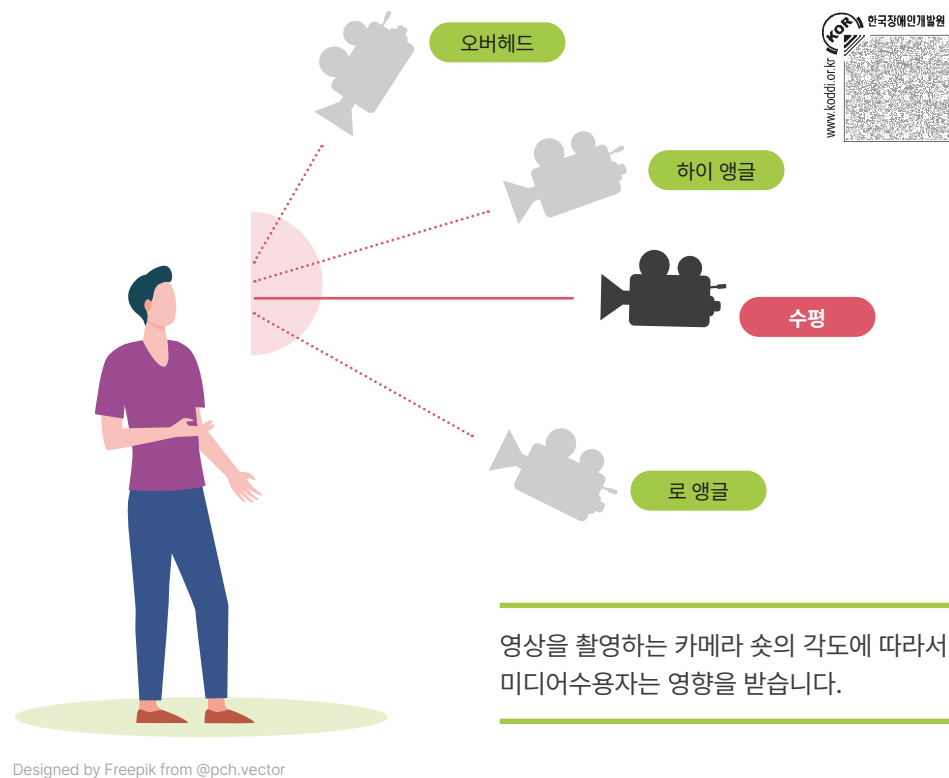 오버헤드
KOR
한국장애인개발원
www.koddi.or.kr
하이 앵글
수평
로 앵글
영상을 촬영하는 카메라 숏의 각도에 따라서
미디어수용자는 영향을 받습니다.
Designed by Freepik from @pch.vector